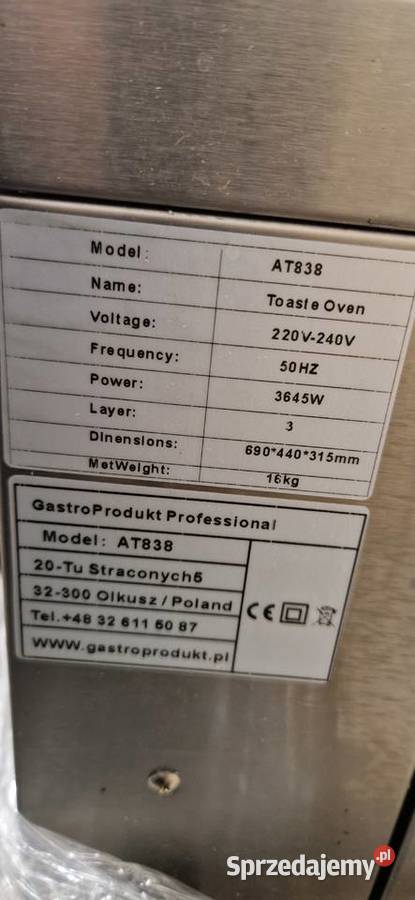 Model: AT838
Name: Toaste Oven
Voltage: 220V-240V
Frequency: 50HZ
Power: 3645W
Layer: 3
Dinensions: 690*440*315mm
MetWeight: 16kg
GastroProdukt Professional
Model: AT838
20-Tu Straconych5
32-300 Olkusz / Poland
Tel.+48 32 611 50 87
www.gastroprodukt.pl
CE
Sprzedajemy.pl